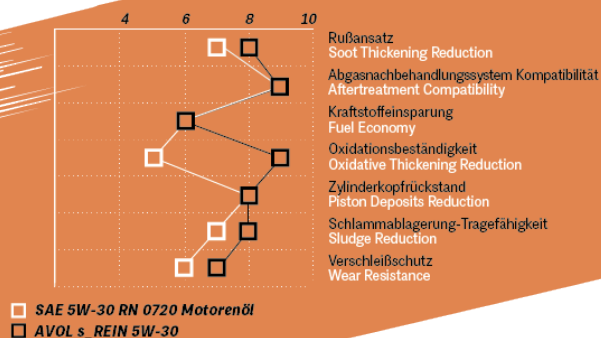 4 6 8 10
Rußansatz
Soot Thickening Reduction
Abgasnachbehandlungssystem Kompatibilität
Aftertreatment Compatibility
Kraftstoffeinsparung
Fuel Economy
Oxidationsbeständigkeit
Oxidative Thickening Reduction
Zylinderkopfrückstand
Piston Deposits Reduction
Schlammablagerung-Tragefähigkeit
Sludge Reduction
Verschleißschutz
Wear Resistance
SAE 5W-30 RN 0720 Motorenöl
AVOL s_REIN 5W-30